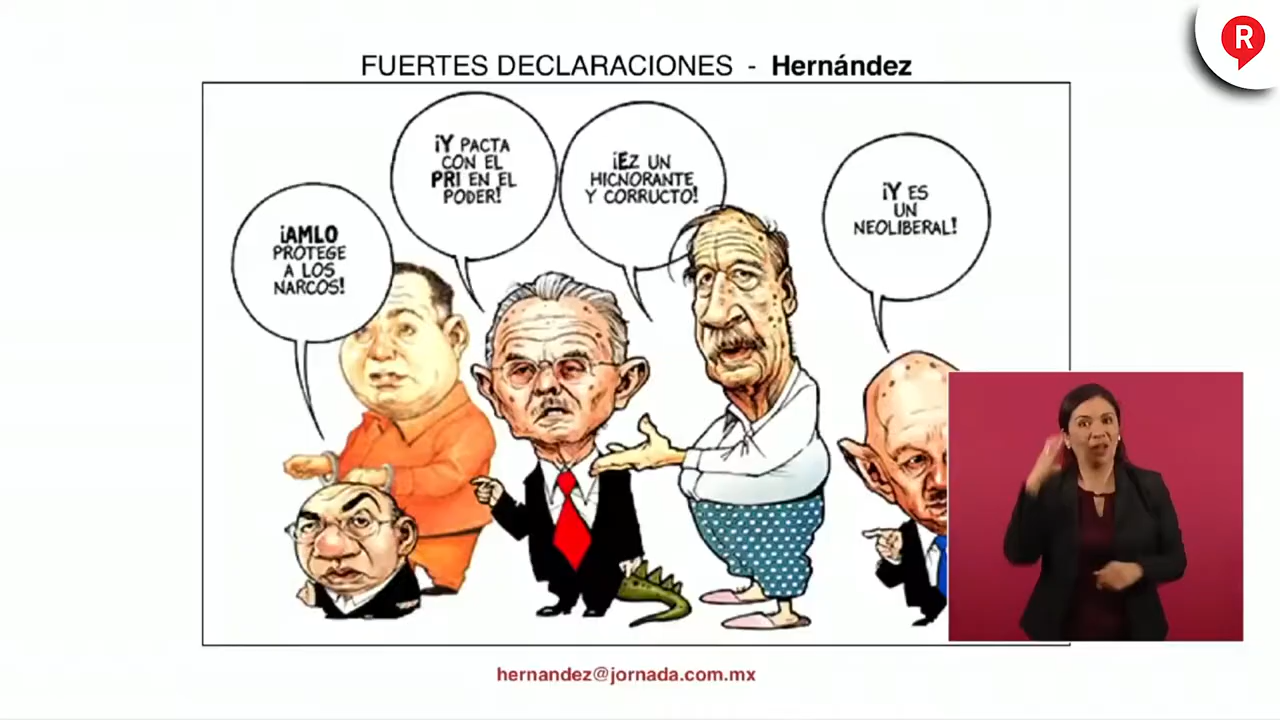 R
FUERTES DECLARACIONES - Hernández
¡AMLO
PROTEGE
A LOS
NARCOS!
¡Y PACTA
CON EL
PRI EN EL
PODER!
¡EZ UN
HICNORANTE
Y CORRUCTO!
¡Y ES
UN
NEOLIBERAL!
hernandez@jornada.com.mx